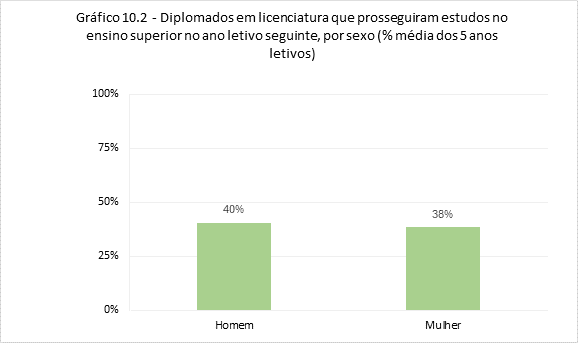 Gráfico 10.2 - Diplomados em licenciatura que prosseguiram estudos no
ensino superior no ano letivo seguinte, por sexo (% média dos 5 anos
letivos)
100%
75%
50%
25%
0%
40%
38%
Homem
Mulher